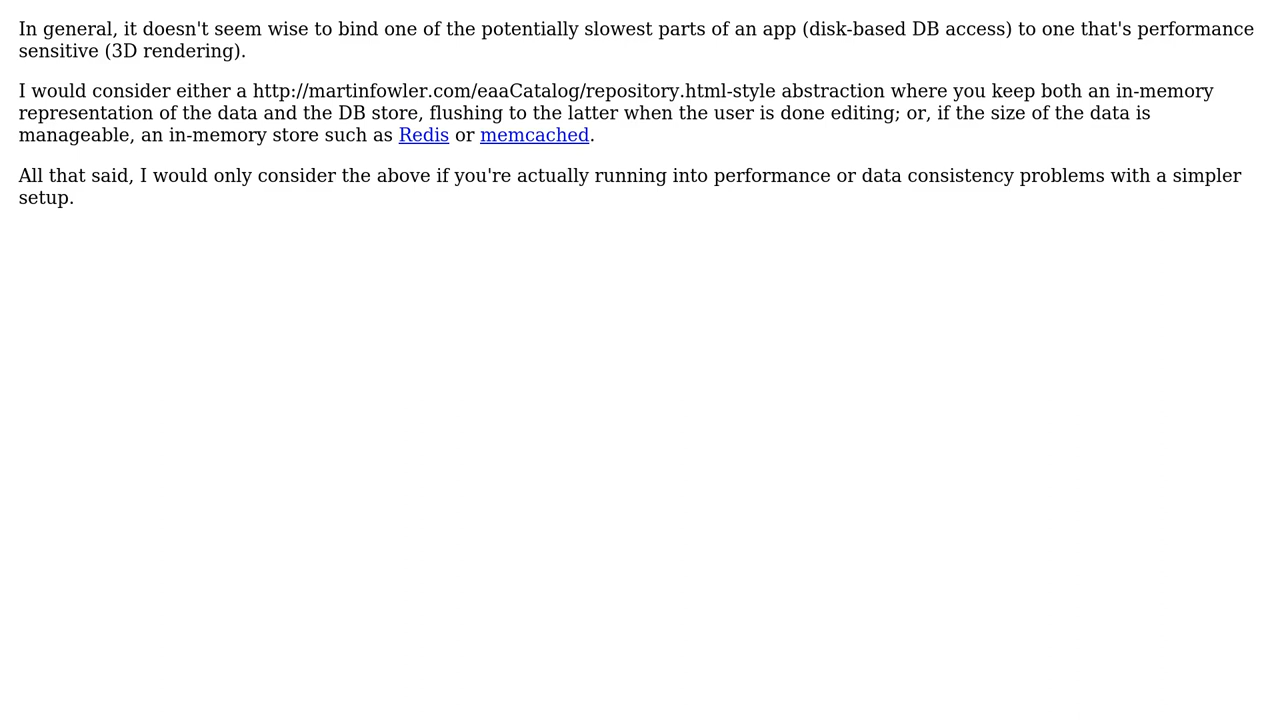 In general, it doesn't seem wise to bind one of the potentially slowest parts of an app (disk-based DB access) to one that's performance
sensitive (3D rendering).
I would consider either a http://martinfowler.com/eaaCatalog/repository.html-style abstraction where you keep both an in-memory
representation of the data and the DB store, flushing to the latter when the user is done editing; or, if the size of the data is
manageable, an in-memory store such as Redis or memcached.
All that said, I would only consider the above if you're actually running into performance or data consistency problems with a simpler
setup.